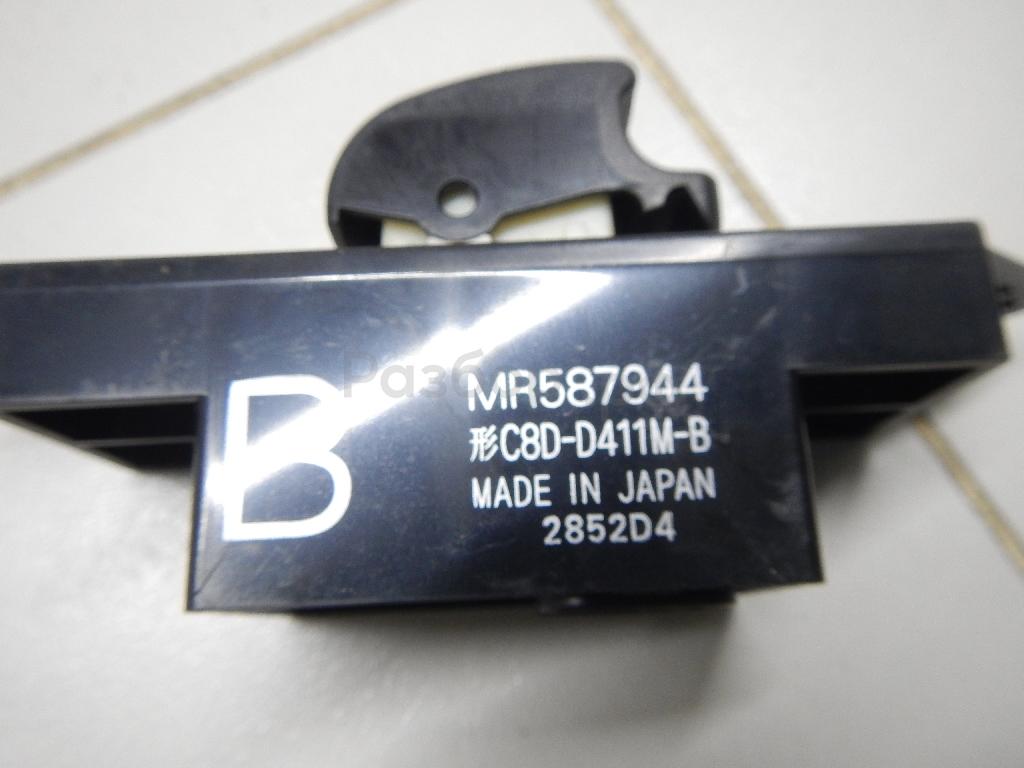 B
MR587944
形C8D-D411M-B
MADE IN JAPAN
2852D4